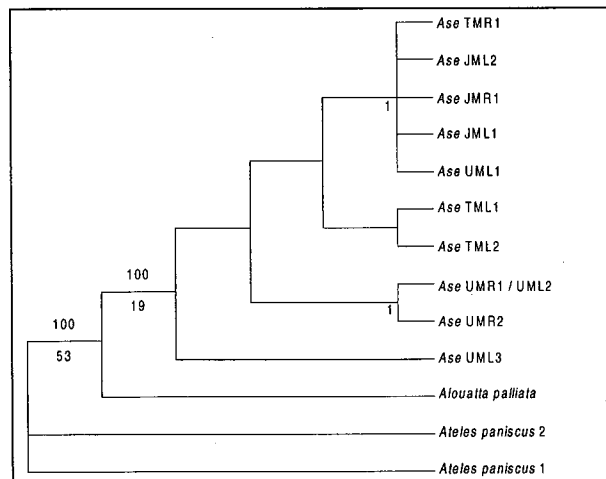 Ase TMR1
Ase JML2
Ase JMR1
1
Ase JML1
Ase UML1
Ase TML1
Ase TML2
100
19
Ase UMR1 / UML2
1
Ase UMR2
100
53
Ase UML3
Alouatta palliata
Ateles paniscus 2
Ateles paniscus 1